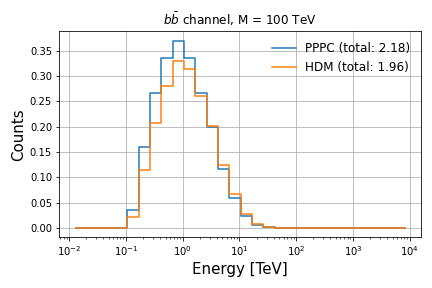 $b\bar{b}$ channel, M = 100 TeV
PPPC (total: 2.18)
HDM (total: 1.96)
Counts
0.35
0.30
0.25
0.20
0.15
0.10
0.05
0.00
10⁻² 10⁻¹ 10⁰ 10¹ 10² 10³ 10⁴
Energy [TeV]